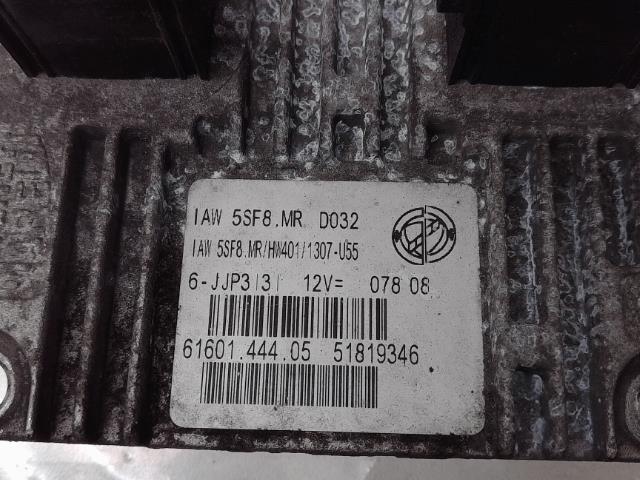 IAW 5SF8.MR D032
IAW 5SF8.MR/HW401/1307-U55
6-JJP3|3| 12V= 078 08
61601.444.05 51819346